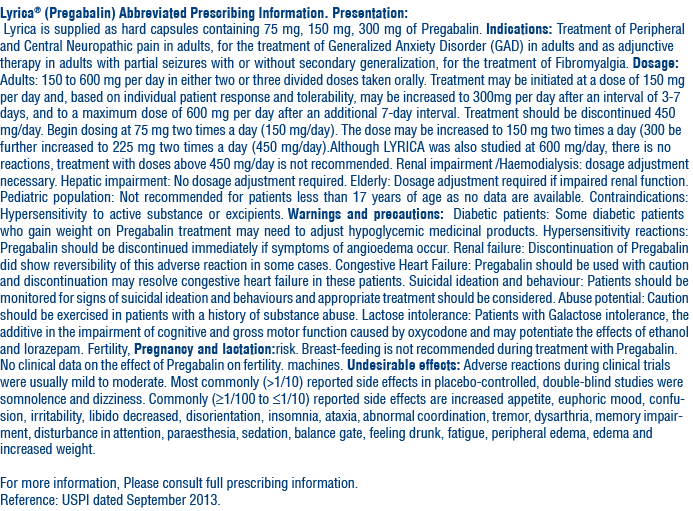 Lyrica® (Pregabalin) Abbreviated Prescribing Information. Presentation:
Lyrica is supplied as hard capsules containing 75 mg, 150 mg, 300 mg of Pregabalin. Indications: Treatment of Peripheral
and Central Neuropathic pain in adults, for the treatment of Generalized Anxiety Disorder (GAD) in adults and as adjunctive
therapy in adults with partial seizures with or without secondary generalization, for the treatment of Fibromyalgia. Dosage:
Adults: 150 to 600 mg per day in either two or three divided doses taken orally. Treatment may be initiated at a dose of 150 mg
per day and, based on individual patient response and tolerability, may be increased to 300mg per day after an interval of 3-7
days, and to a maximum dose of 600 mg per day after an additional 7-day interval. Treatment should be discontinued 450
mg/day. Begin dosing at 75 mg two times a day (150 mg/day). The dose may be increased to 150 mg two times a day (300 be
further increased to 225 mg two times a day (450 mg/day).Although LYRICA was also studied at 600 mg/day, there is no
reactions, treatment with doses above 450 mg/day is not recommended. Renal impairment /Haemodialysis: dosage adjustment
necessary. Hepatic impairment: No dosage adjustment required. Elderly: Dosage adjustment required if impaired renal function.
Pediatric population: Not recommended for patients less than 17 years of age as no data are available. Contraindications:
Hypersensitivity to active substance or excipients. Warnings and precautions: Diabetic patients: Some diabetic patients
who gain weight on Pregabalin treatment may need to adjust hypoglycemic medicinal products. Hypersensitivity reactions:
Pregabalin should be discontinued immediately if symptoms of angioedema occur. Renal failure: Discontinuation of Pregabalin
did show reversibility of this adverse reaction in some cases. Congestive Heart Failure: Pregabalin should be used with caution
and discontinuation may resolve congestive heart failure in these patients. Suicidal ideation and behaviour: Patients should be
monitored for signs of suicidal ideation and behaviours and appropriate treatment should be considered. Abuse potential: Caution
should be exercised in patients with a history of substance abuse. Lactose intolerance: Patients with Galactose intolerance, the
additive in the impairment of cognitive and gross motor function caused by oxycodone and may potentiate the effects of ethanol
and lorazepam. Fertility, Pregnancy and lactation:risk. Breast-feeding is not recommended during treatment with Pregabalin.
No clinical data on the effect of Pregabalin on fertility. machines. Undesirable effects: Adverse reactions during clinical trials
were usually mild to moderate. Most commonly (>1/10) reported side effects in placebo-controlled, double-blind studies were
somnolence and dizziness. Commonly (≥1/100 to ≤1/10) reported side effects are increased appetite, euphoric mood, confu-
sion, irritability, libido decreased, disorientation, insomnia, ataxia, abnormal coordination, tremor, dysarthria, memory impair-
ment, disturbance in attention, paraesthesia, sedation, balance gate, feeling drunk, fatigue, peripheral edema, edema and
increased weight.
For more information, Please consult full prescribing information.
Reference: USPI dated September 2013.